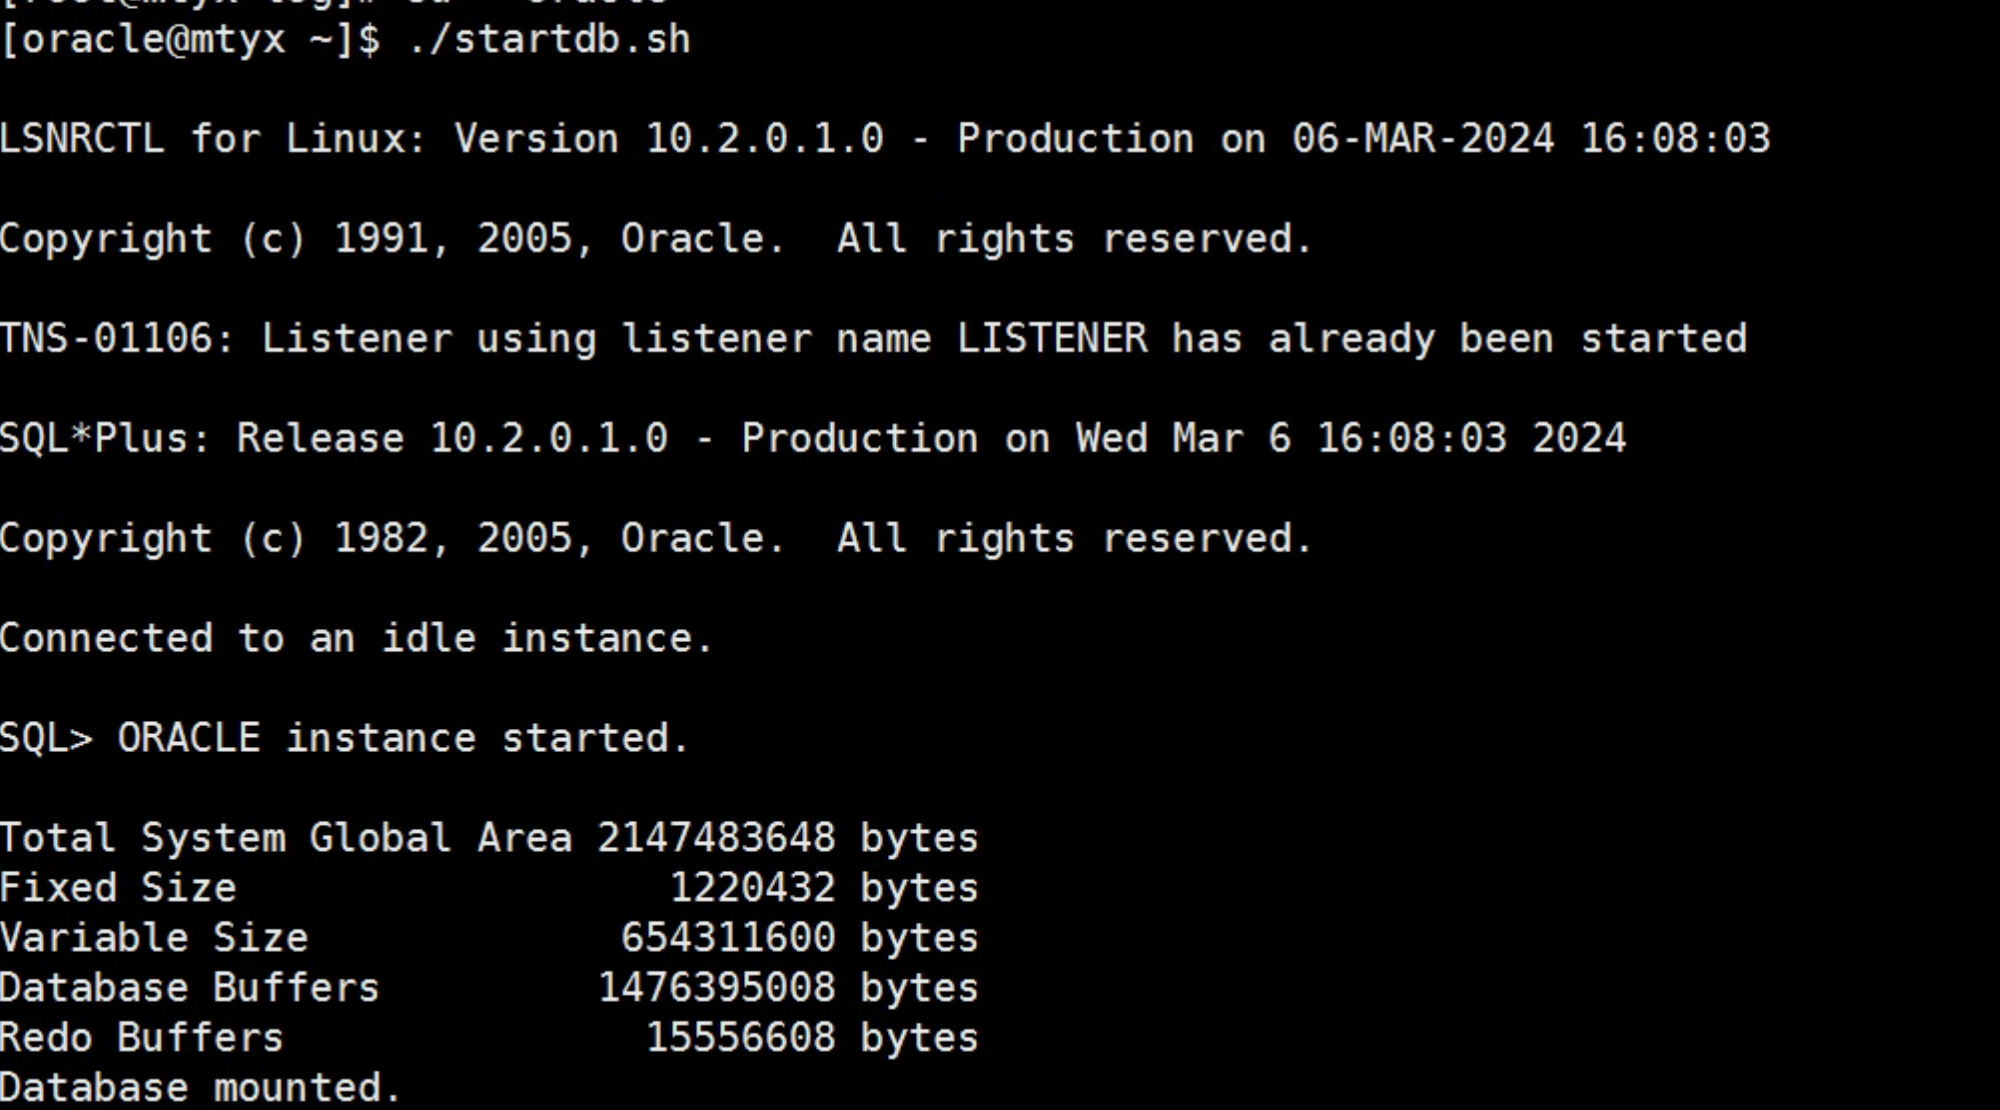 [oracle@mtyx ~]$ ./startdb.sh
LSNRCTL for Linux: Version 10.2.0.1.0 - Production on 06-MAR-2024 16:08:03
Copyright (c) 1991, 2005, Oracle.  All rights reserved.
TNS-01106: Listener using listener name LISTENER has already been started
SQL*Plus: Release 10.2.0.1.0 - Production on Wed Mar 6 16:08:03 2024
Copyright (c) 1982, 2005, Oracle.  All rights reserved.
Connected to an idle instance.
SQL> ORACLE instance started.
Total System Global Area 2147483648 bytes
Fixed Size                  1220432 bytes
Variable Size             654311600 bytes
Database Buffers         1476395008 bytes
Redo Buffers               15556608 bytes
Database mounted.